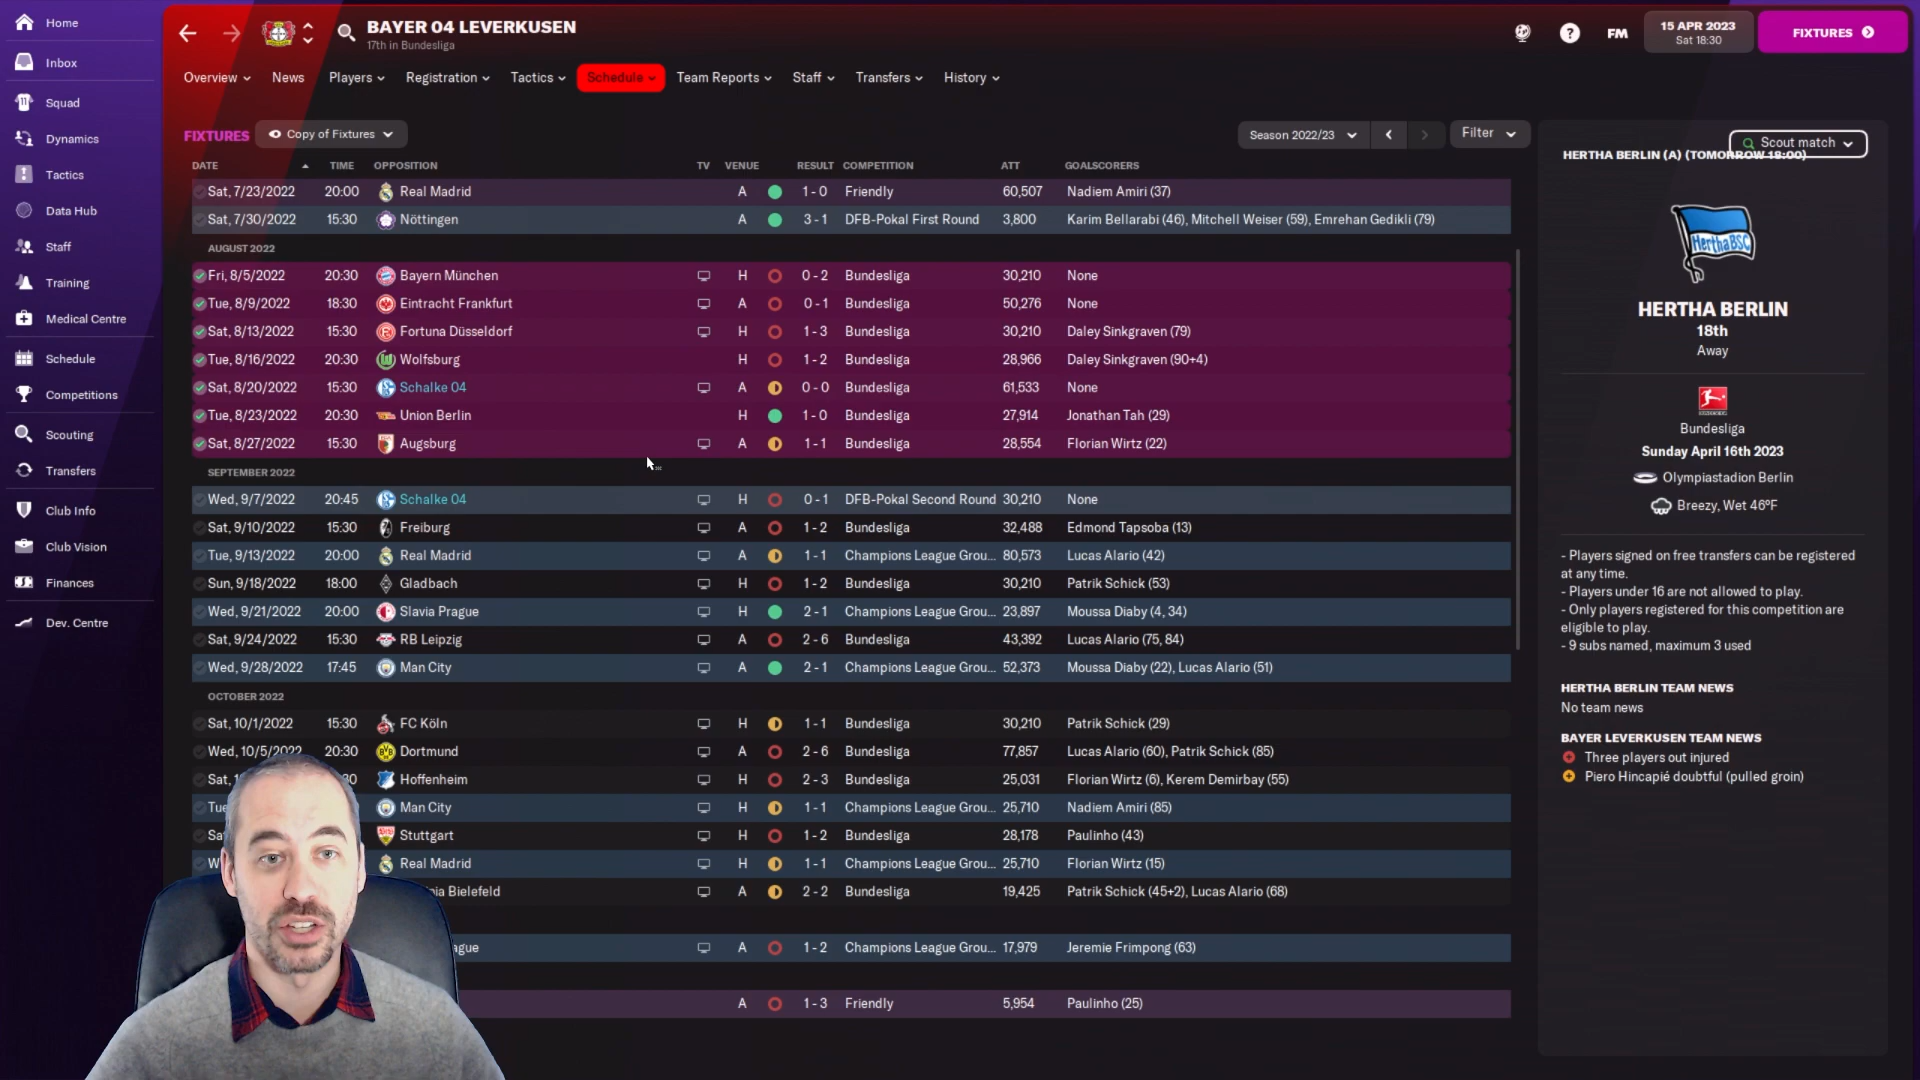 Home
Inbox
Squad
Dynamics
Tactics
Data Hub
Staff
Training
Medical Centre
Schedule
Competitions
Scouting
Transfers
Club Info
Club Vision
Finances
Dev. Centre
BAYER 04 LEVERKUSEN
17th in Bundesliga
FM
15 APR 2023
Sat 18:30
FIXTURES
Overview News Players Registration Tactics Schedule Team Reports Staff Transfers History
FIXTURES Copy of Fixtures Season 2022/23 Filter
DATE TIME OPPOSITION TV VENUE RESULT COMPETITION ATT GOALSCORERS
Sat, 7/23/2022 20:00 Real Madrid A 1 - 0 Friendly 60,507 Nadiem Amiri (37)
Sat, 7/30/2022 15:30 Nöttingen A 3 - 1 DFB-Pokal First Round 3,800 Karim Bellarabi (46), Mitchell Weiser (59), Emrehan Gedikli (79)
AUGUST 2022
Fri, 8/5/2022 20:30 Bayern München H 0 - 2 Bundesliga 30,210 None
Tue, 8/9/2022 18:30 Eintracht Frankfurt A 0 - 1 Bundesliga 50,276 None
Sat, 8/13/2022 15:30 Fortuna Düsseldorf H 1 - 3 Bundesliga 30,210 Daley Sinkgraven (79)
Tue, 8/16/2022 20:30 Wolfsburg H 1 - 2 Bundesliga 28,966 Daley Sinkgraven (90+4)
Sat, 8/20/2022 15:30 Schalke 04 A 0 - 0 Bundesliga 61,533 None
Tue, 8/23/2022 20:30 Union Berlin H 1 - 0 Bundesliga 27,914 Jonathan Tah (29)
Sat, 8/27/2022 15:30 Augsburg A 1 - 1 Bundesliga 28,554 Florian Wirtz (22)
SEPTEMBER 2022
Wed, 9/7/2022 20:45 Schalke 04 H 0 - 1 DFB-Pokal Second Round 30,210 None
Sat, 9/10/2022 15:30 Freiburg A 1 - 2 Bundesliga 32,488 Edmond Tapsoba (13)
Tue, 9/13/2022 20:00 Real Madrid A 1 - 1 Champions League Grou... 80,573 Lucas Alario (42)
Sun, 9/18/2022 18:00 Gladbach H 1 - 2 Bundesliga 30,210 Patrik Schick (53)
Wed, 9/21/2022 20:00 Slavia Prague H 2 - 1 Champions League Grou... 23,897 Moussa Diaby (4, 34)
Sat, 9/24/2022 15:30 RB Leipzig A 2 - 6 Bundesliga 43,392 Lucas Alario (75, 84)
Wed, 9/28/2022 17:45 Man City A 2 - 1 Champions League Grou... 52,373 Moussa Diaby (22), Lucas Alario (51)
OCTOBER 2022
Sat, 10/1/2022 15:30 FC Köln H 1 - 1 Bundesliga 30,210 Patrik Schick (29)
Wed, 10/5/2022 20:30 Dortmund A 2 - 6 Bundesliga 77,857 Lucas Alario (60), Patrik Schick (85)
Sat, 30 Hoffenheim H 2 - 3 Bundesliga 25,031 Florian Wirtz (6), Kerem Demirbay (55)
Tue Man City H 1 - 1 Champions League Grou... 25,710 Nadiem Amiri (85)
Sa Stuttgart H 1 - 2 Bundesliga 28,178 Paulinho (43)
W Real Madrid H 1 - 1 Champions League Grou... 25,710 Florian Wirtz (15)
nia Bielefeld A 2 - 2 Bundesliga 19,425 Patrik Schick (45+2), Lucas Alario (68)
ague A 1 - 2 Champions League Grou... 17,979 Jeremie Frimpong (63)
A 1 - 3 Friendly 5,954 Paulinho (25)
Scout match
HERTHA BERLIN (A) (TOMORROW 18:00)
Hertha BSC
HERTHA BERLIN
18th
Away
Bundesliga
Sunday April 16th 2023
Olympiastadion Berlin
Breezy, Wet 46°F
- Players signed on free transfers can be registered
at any time.
- Players under 16 are not allowed to play.
- Only players registered for this competition are
eligible to play.
- 9 subs named, maximum 3 used
HERTHA BERLIN TEAM NEWS
No team news
BAYER LEVERKUSEN TEAM NEWS
Three players out injured
Piero Hincapié doubtful (pulled groin)